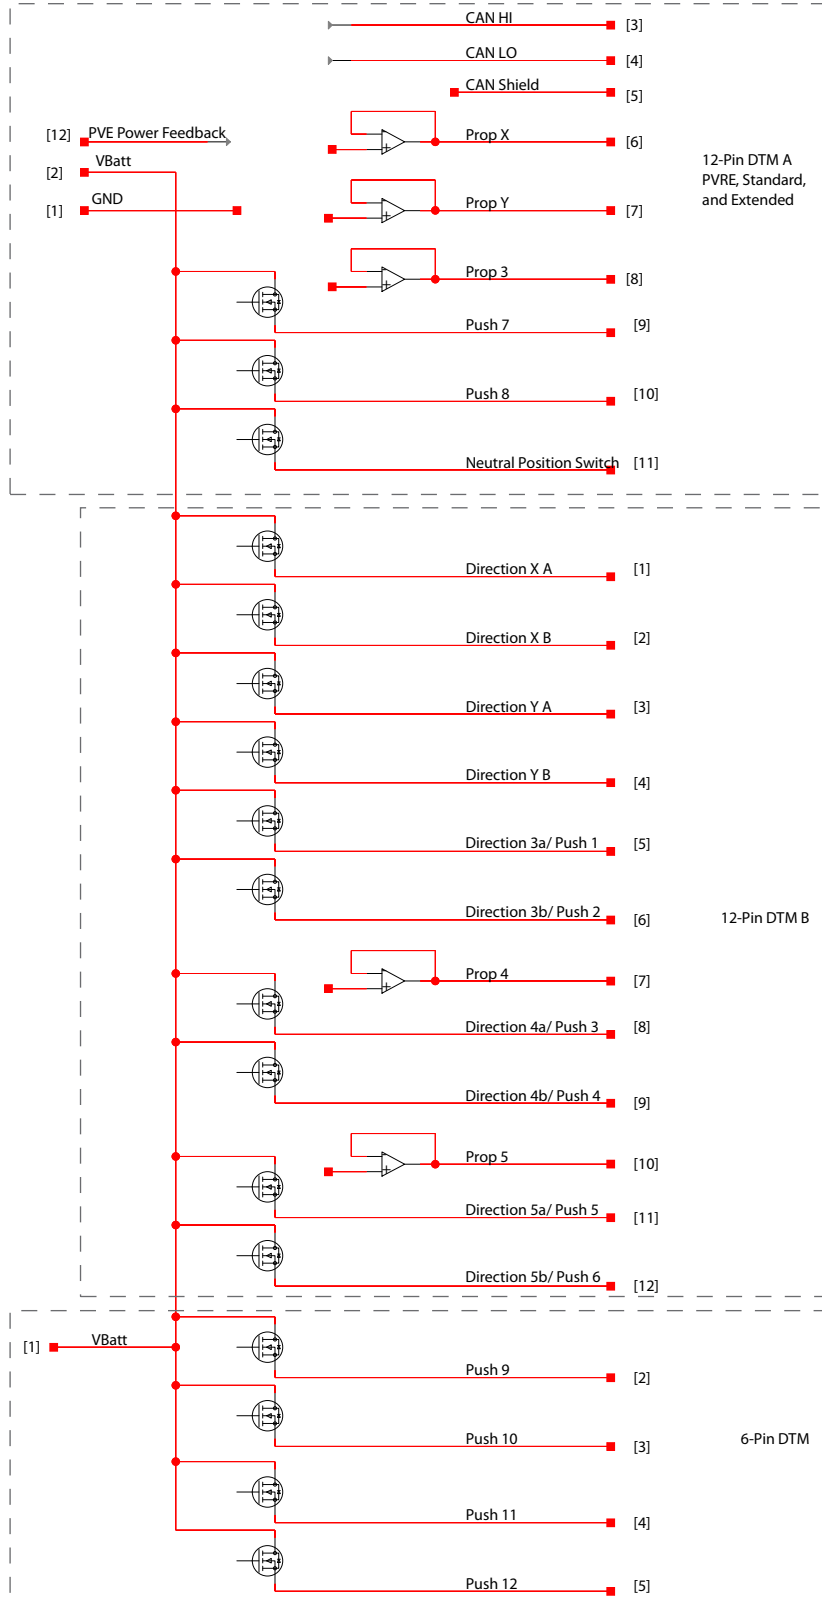 CAN HI [3]
CAN LO [4]
CAN Shield [5]
[12] PVE Power Feedback
Prop X [6]
12-Pin DTM A
PVRE, Standard,
and Extended
[2] VBatt
[1] GND
Prop Y [7]
Prop 3 [8]
Push 7 [9]
Push 8 [10]
Neutral Position Switch [11]
Direction X A [1]
Direction X B [2]
Direction Y A [3]
Direction Y B [4]
Direction 3a/ Push 1 [5]
Direction 3b/ Push 2 [6]
12-Pin DTM B
Prop 4 [7]
Direction 4a/ Push 3 [8]
Direction 4b/ Push 4 [9]
Prop 5 [10]
Direction 5a/ Push 5 [11]
Direction 5b/ Push 6 [12]
[1] VBatt
Push 9 [2]
Push 10 [3]
6-Pin DTM
Push 11 [4]
Push 12 [5]